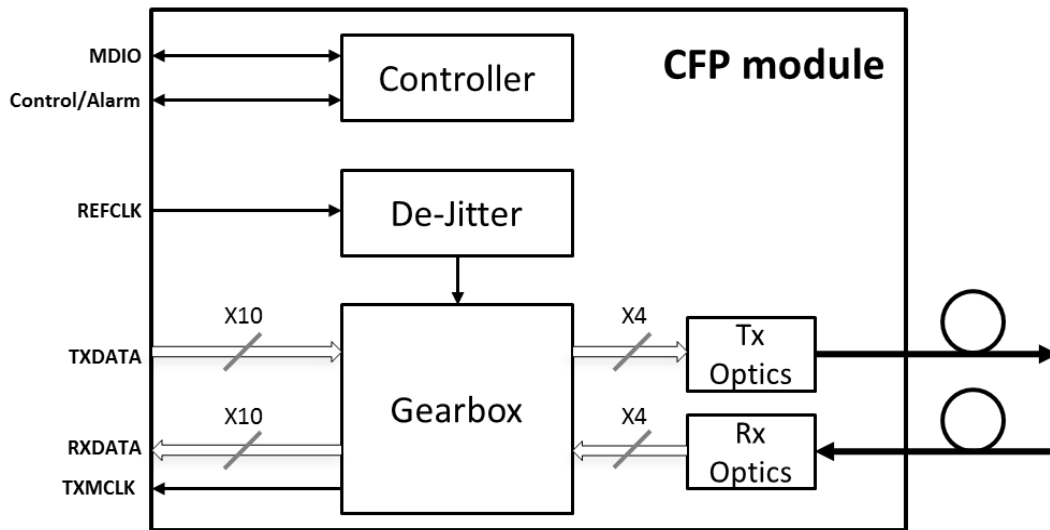 CFP module
MDIO
Control/Alarm
Controller
REFCLK
De-Jitter
X10
X4
TXDATA
Tx
Optics
Gearbox
X10
X4
RXDATA
Rx
Optics
TXMCLK